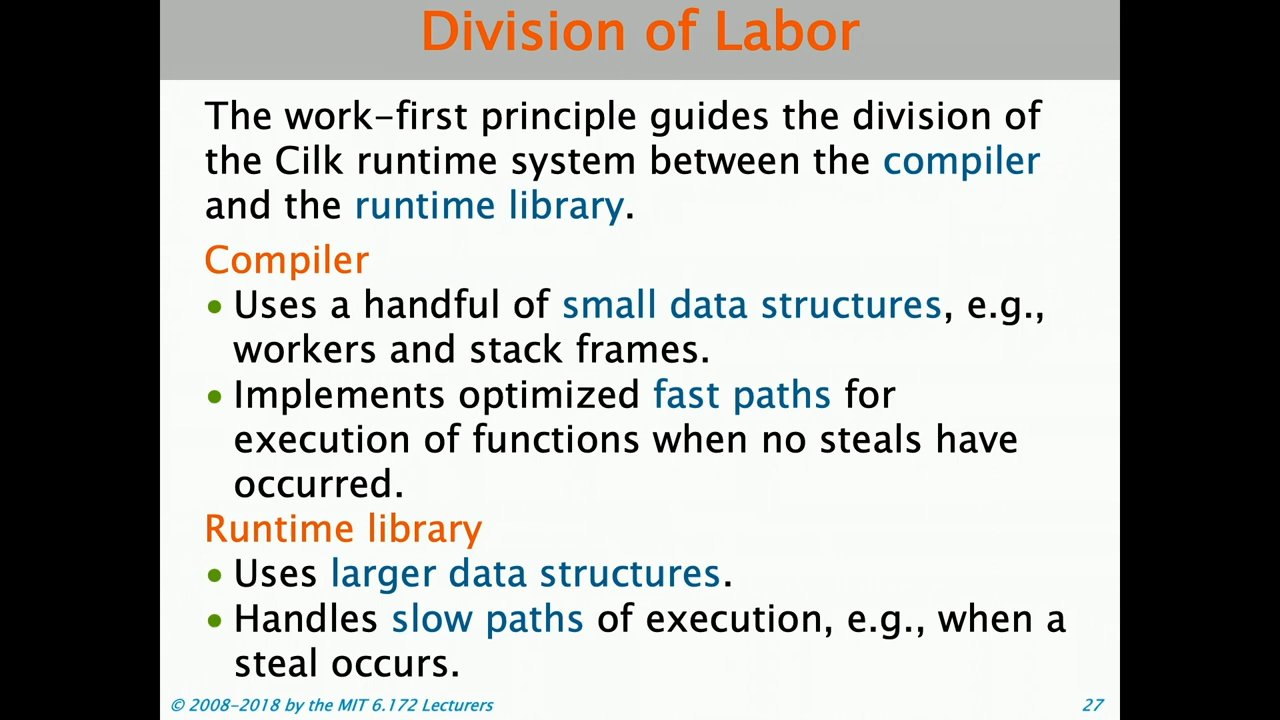 Division of Labor
The work-first principle guides the division of
the Cilk runtime system between the compiler
and the runtime library.
Compiler
• Uses a handful of small data structures, e.g.,
workers and stack frames.
• Implements optimized fast paths for
execution of functions when no steals have
occurred.
Runtime library
• Uses larger data structures.
• Handles slow paths of execution, e.g., when a
steal occurs.
© 2008-2018 by the MIT 6.172 Lecturers
27